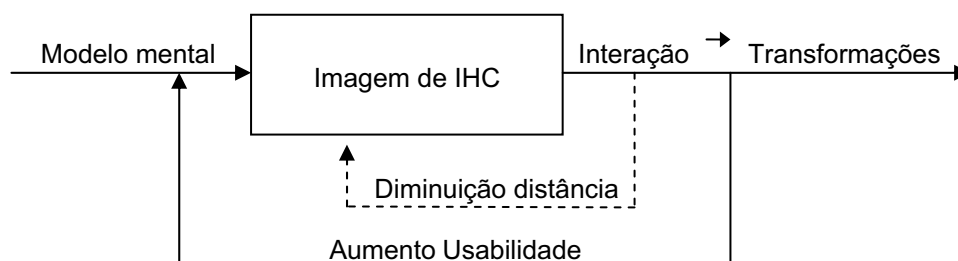 Modelo mental
Imagem de IHC
Interação
Transformações
Diminuição distância
Aumento Usabilidade